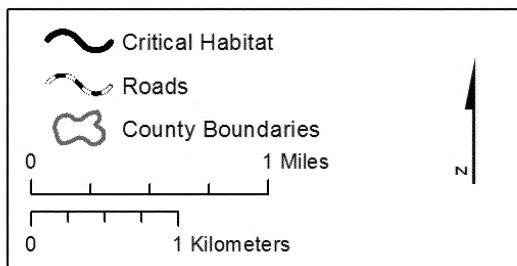 Critical Habitat
Roads
County Boundaries
0 1 Miles
0 1 Kilometers
N